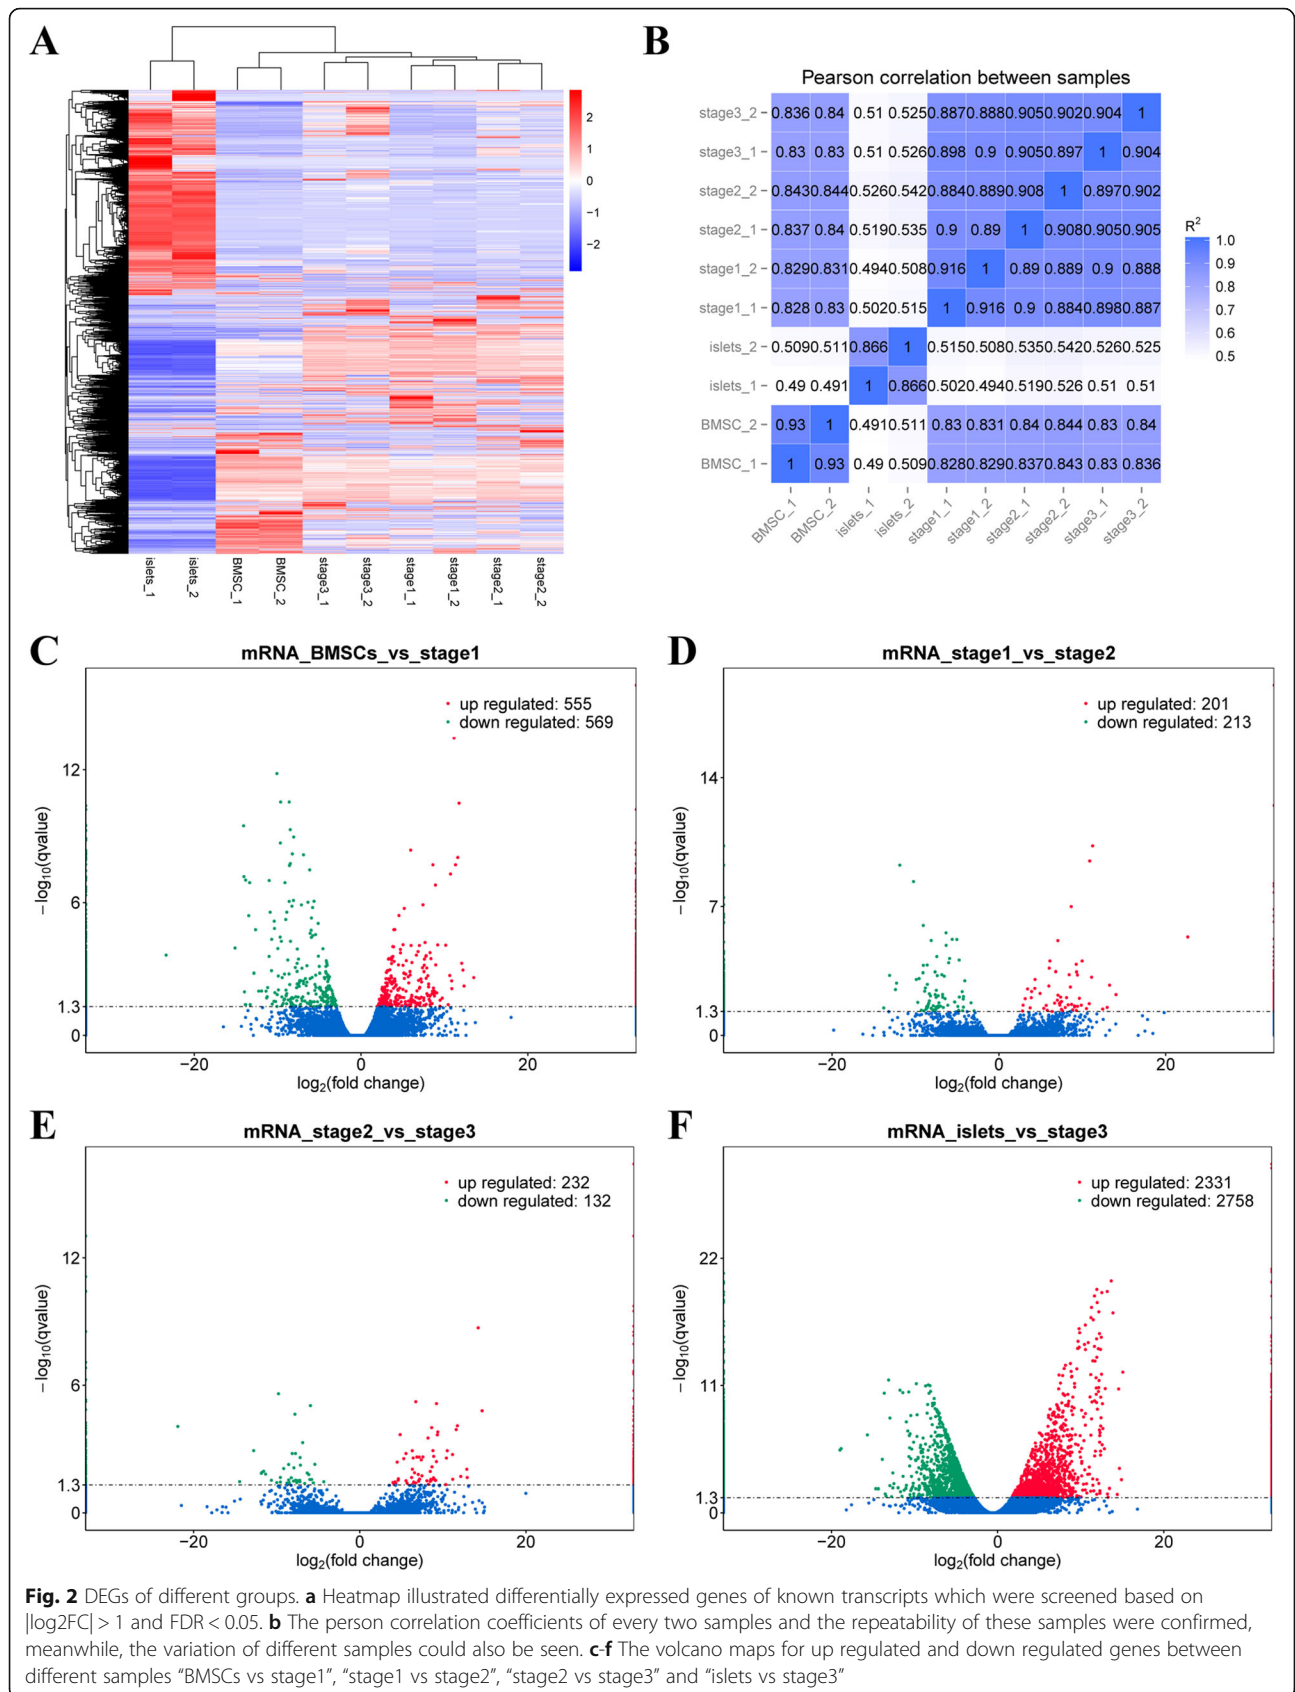 A
2
1
0
−1
−2
islets_1
islets_2
BMSC_1
BMSC_2
stage3_1
stage3_2
stage1_1
stage1_2
stage2_1
stage2_2
B
Pearson correlation between samples
stage3_2 0.836 0.84 0.51 0.525 0.887 0.888 0.905 0.902 0.904 1
stage3_1 0.83 0.83 0.51 0.526 0.898 0.9 0.905 0.897 1 0.904
stage2_2 0.843 0.844 0.526 0.542 0.884 0.889 0.908 1 0.897 0.902
stage2_1 0.837 0.84 0.519 0.535 0.9 0.89 1 0.908 0.905 0.905
stage1_2 0.829 0.831 0.494 0.508 0.916 1 0.89 0.889 0.9 0.888
stage1_1 0.828 0.83 0.502 0.515 1 0.916 0.9 0.884 0.898 0.887
islets_2 0.509 0.511 0.866 1 0.515 0.508 0.535 0.542 0.526 0.525
islets_1 0.49 0.491 1 0.866 0.502 0.494 0.519 0.526 0.51 0.51
BMSC_2 0.93 1 0.491 0.511 0.83 0.831 0.84 0.844 0.83 0.84
BMSC_1 1 0.93 0.49 0.509 0.828 0.829 0.837 0.843 0.83 0.836
BMSC_1
BMSC_2
islets_1
islets_2
stage1_1
stage1_2
stage2_1
stage2_2
stage3_1
stage3_2
R²
1.0
0.9
0.8
0.7
0.6
0.5
C
mRNA_BMSCs_vs_stage1
up regulated: 555
down regulated: 569
−log₁₀(qvalue)
12
6
1.3
0
−20 0 20
log₂(fold change)
D
mRNA_stage1_vs_stage2
up regulated: 201
down regulated: 213
−log₁₀(qvalue)
14
7
1.3
0
−20 0 20
log₂(fold change)
E
mRNA_stage2_vs_stage3
up regulated: 232
down regulated: 132
−log₁₀(qvalue)
12
6
1.3
0
−20 0 20
log₂(fold change)
F
mRNA_islets_vs_stage3
up regulated: 2331
down regulated: 2758
−log₁₀(qvalue)
22
11
1.3
0
−20 0 20
log₂(fold change)
Fig. 2 DEGs of different groups. a Heatmap illustrated differentially expressed genes of known transcripts which were screened based on
|log2FC| > 1 and FDR < 0.05. b The person correlation coefficients of every two samples and the repeatability of these samples were confirmed,
meanwhile, the variation of different samples could also be seen. c-f The volcano maps for up regulated and down regulated genes between
different samples “BMSCs vs stage1”, “stage1 vs stage2”, “stage2 vs stage3” and “islets vs stage3”